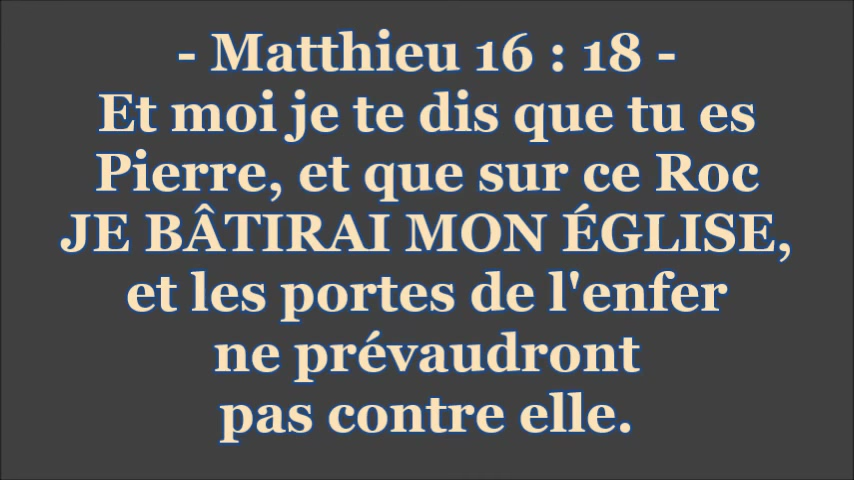 - Matthieu 16 : 18 -
Et moi je te dis que tu es
Pierre, et que sur ce Roc
JE BÂTIRAI MON ÉGLISE,
et les portes de l'enfer
ne prévaudront
pas contre elle.